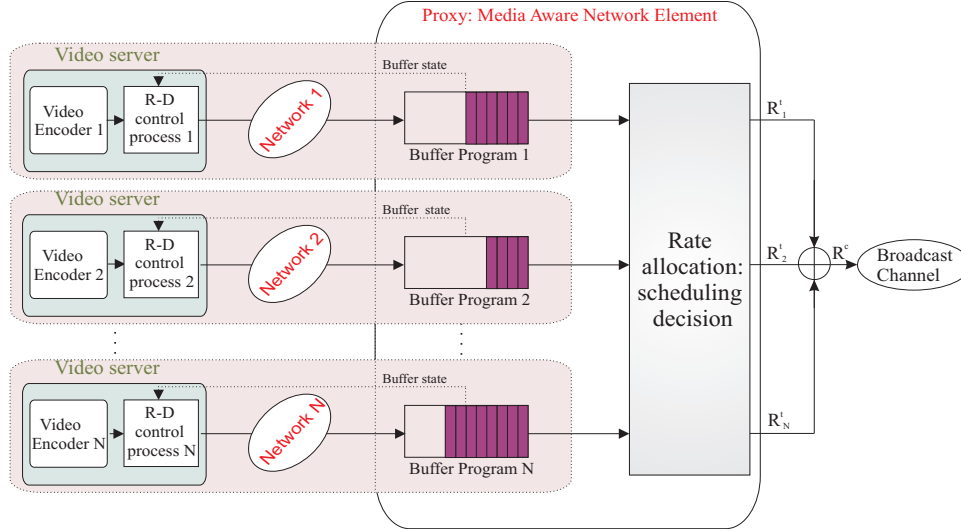 Proxy: Media Aware Network Element
Video server
Buffer state
Video
Encoder 1
R-D
control
process 1
Network 1
Buffer Program 1
R^t_1
Video server
Buffer state
Video
Encoder 2
R-D
control
process 2
Network 2
Buffer Program 2
Rate
allocation:
scheduling
decision
R^t_2
R^c
Broadcast
Channel
Video server
Buffer state
Video
Encoder N
R-D
control
process N
Network N
Buffer Program N
R^t_N